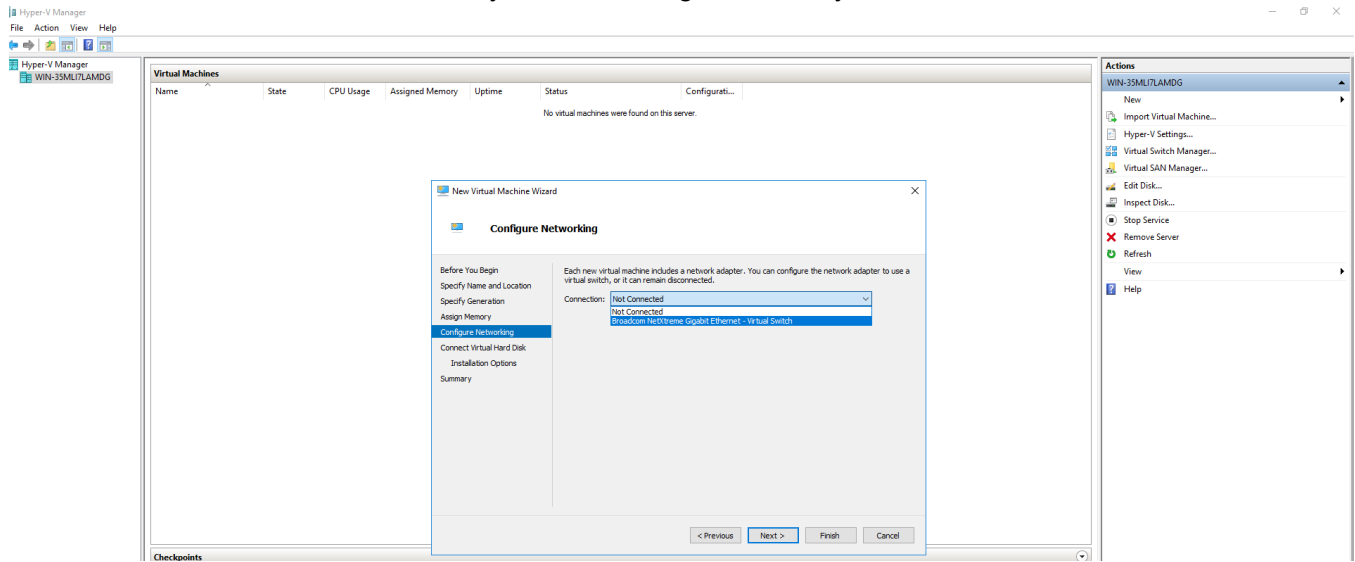 Hyper-V Manager
File Action View Help
Hyper-V Manager
WIN-35MLI7LAMDG
Virtual Machines
Name State CPU Usage Assigned Memory Uptime Status Configurati...
No virtual machines were found on this server.
New Virtual Machine Wizard
Configure Networking
Before You Begin
Specify Name and Location
Specify Generation
Assign Memory
Configure Networking
Connect Virtual Hard Disk
Installation Options
Summary
Each new virtual machine includes a network adapter. You can configure the network adapter to use a
virtual switch, or it can remain disconnected.
Connection: Not Connected
Not Connected
Broadcom NetXtreme Gigabit Ethernet - Virtual Switch
< Previous Next > Finish Cancel
Checkpoints
Actions
WIN-35MLI7LAMDG
New
Import Virtual Machine...
Hyper-V Settings...
Virtual Switch Manager...
Virtual SAN Manager...
Edit Disk...
Inspect Disk...
Stop Service
Remove Server
Refresh
View
Help